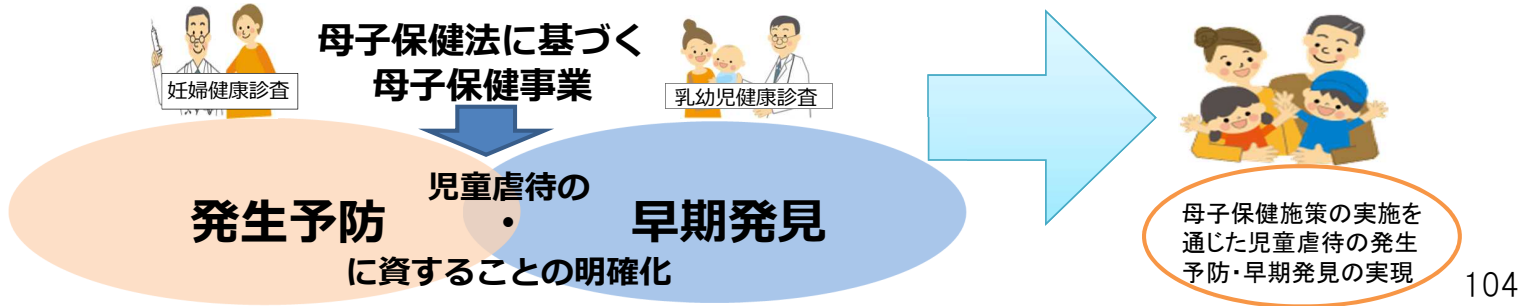 母子保健法に基づく
母子保健事業
妊婦健康診査
乳幼児健康診査
児童虐待の
発生予防 ・ 早期発見
に資することの明確化
母子保健施策の実施を
通じた児童虐待の発生
予防・早期発見の実現
104